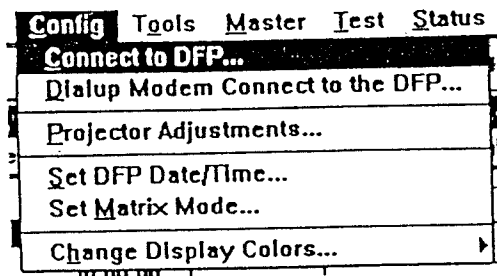 Config Tools Master Test Status
Connect to DFP...
Dialup Modem Connect to the DFP...
Projector Adjustments...
Set DFP Date/Time...
Set Matrix Mode...
Change Display Colors...